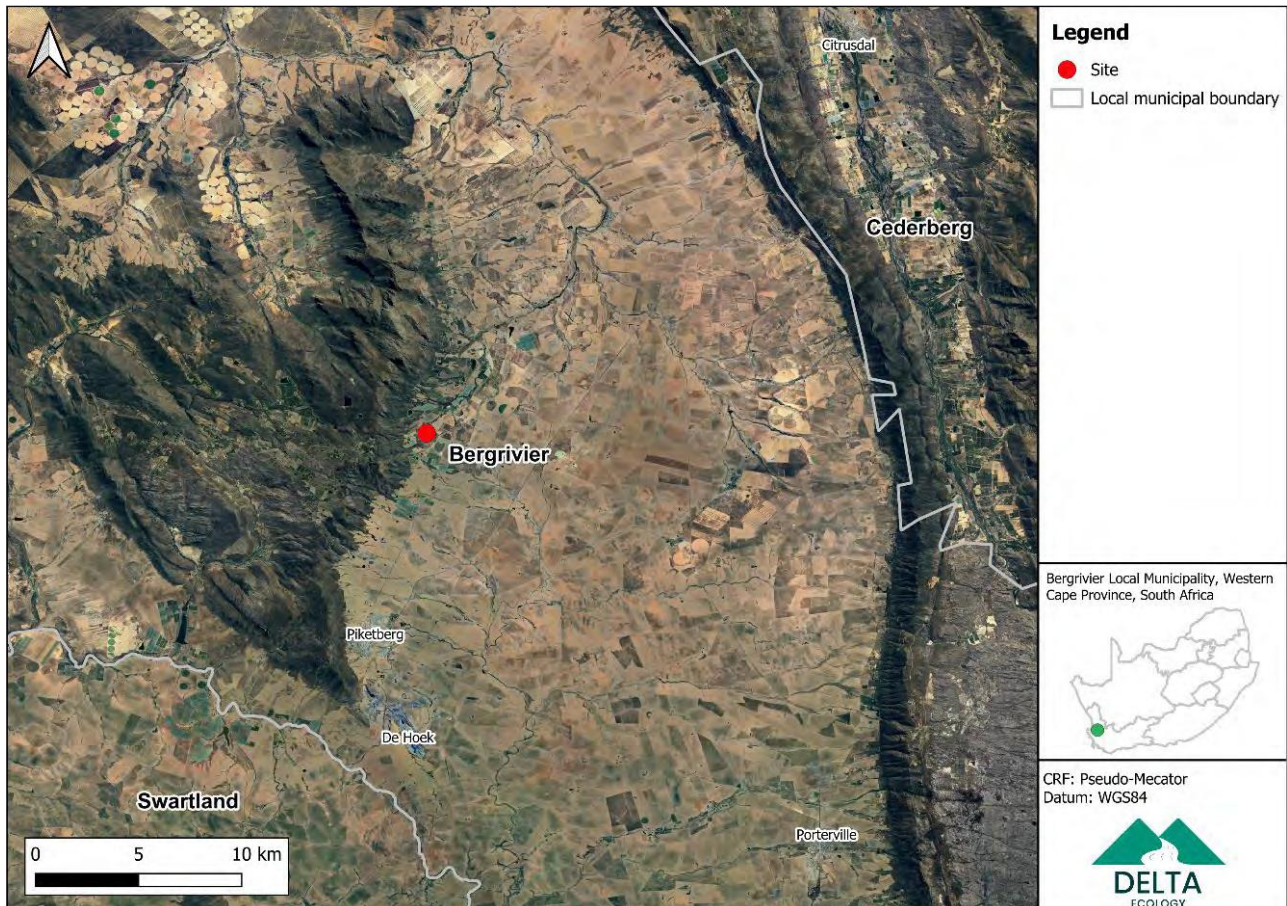 Citrusdal
Cederberg
Bergrivier
Piketberg
De Hoek
Swartland
Porterville
0 5 10 km
Legend
Site
Local municipal boundary
Bergrivier Local Municipality, Western
Cape Province, South Africa
CRF: Pseudo-Mecator
Datum: WGS84
DELTA
ECOLOGY